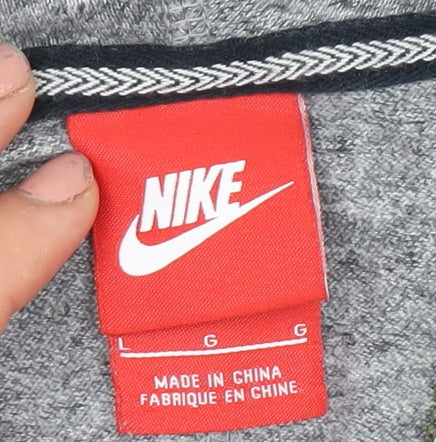 NIKE
L G G
MADE IN CHINA
FABRIQUE EN CHINE